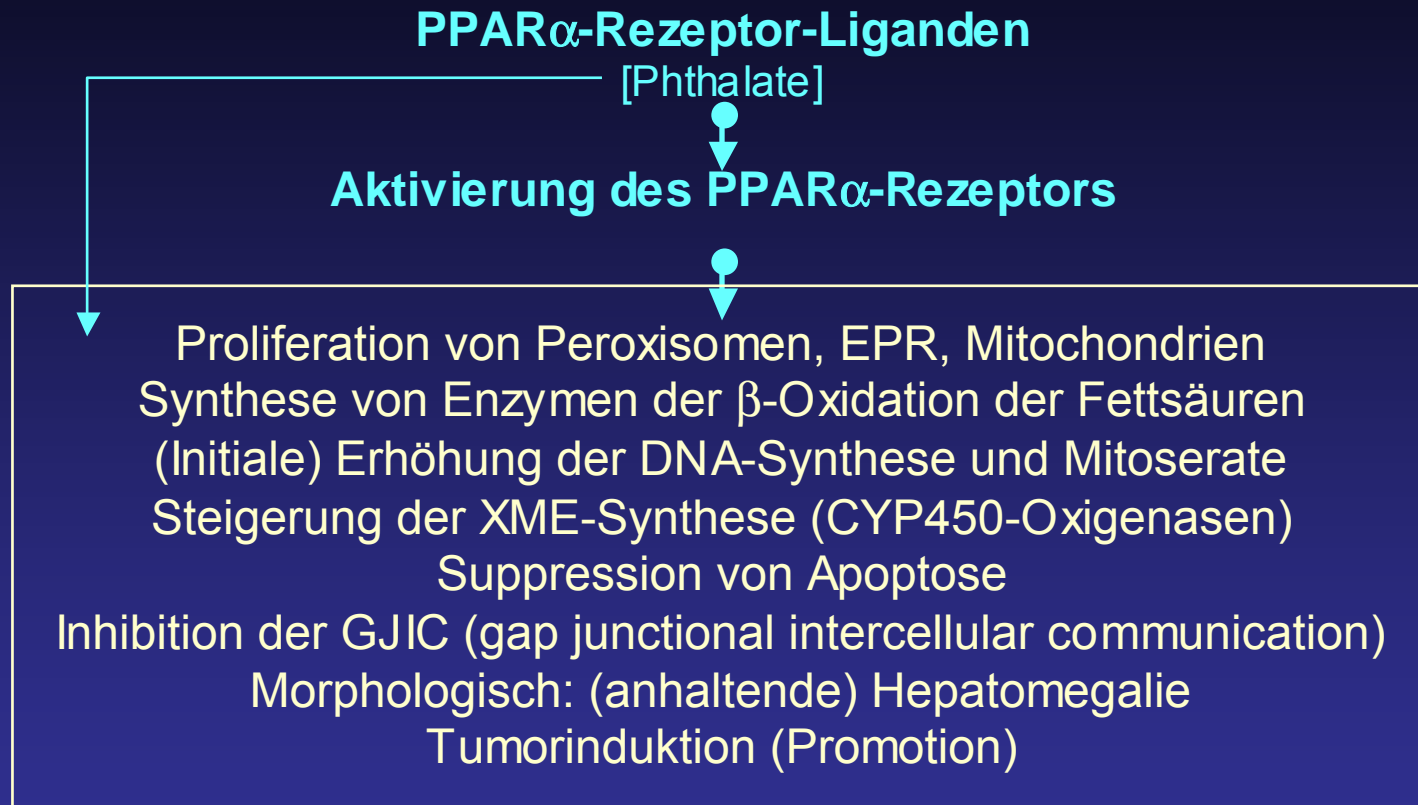 PPARα-Rezeptor-Liganden
[Phthalate]
Aktivierung des PPARα-Rezeptors
Proliferation von Peroxisomen, EPR, Mitochondrien
Synthese von Enzymen der β-Oxidation der Fettsäuren
(Initiale) Erhöhung der DNA-Synthese und Mitoserate
Steigerung der XME-Synthese (CYP450-Oxigenasen)
Suppression von Apoptose
Inhibition der GJIC (gap junctional intercellular communication)
Morphologisch: (anhaltende) Hepatomegalie
Tumorinduktion (Promotion)